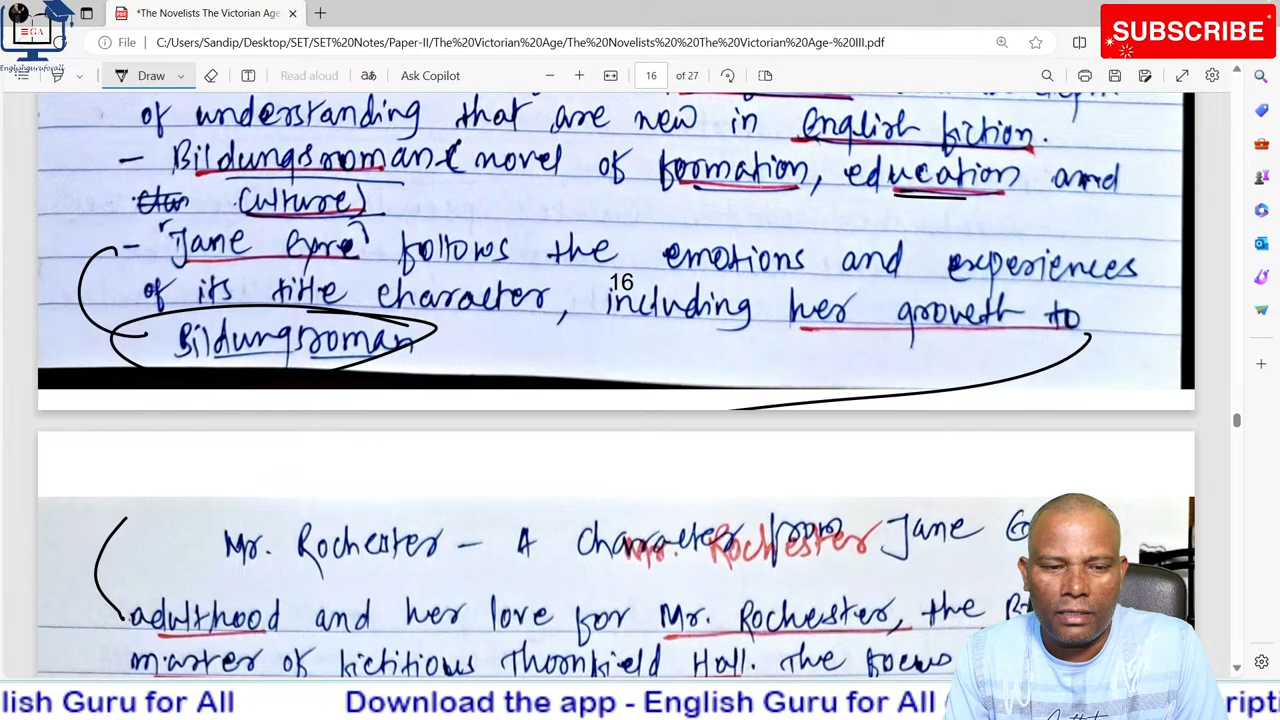 *The Novelists The Victorian Age
SUBSCRIBE
EGA
Englishguruforall
File
C:/Users/Sandip/Desktop/SET/SET%20Notes/Paper-II/The%20Victorian%20Age/The%20Novelists%20%20The%20Victorian%20Age-%20III.pdf
Draw
Read aloud
Ask Copilot
16
of 27
of understanding that are new in English fiction.
- Bildungsroman ( novel of formation, education and
Culture)
- "Jane Eyre" follows the emotions and experiences
of its title character, including her growth to
16
Bildungsroman
Mr. Rochester - A character from Jane
Mr. Rochester
adulthood and her love for Mr. Rochester, the
master of fictitious Thornfield Hall. The focus
lish Guru for All
Download the app - English Guru for All